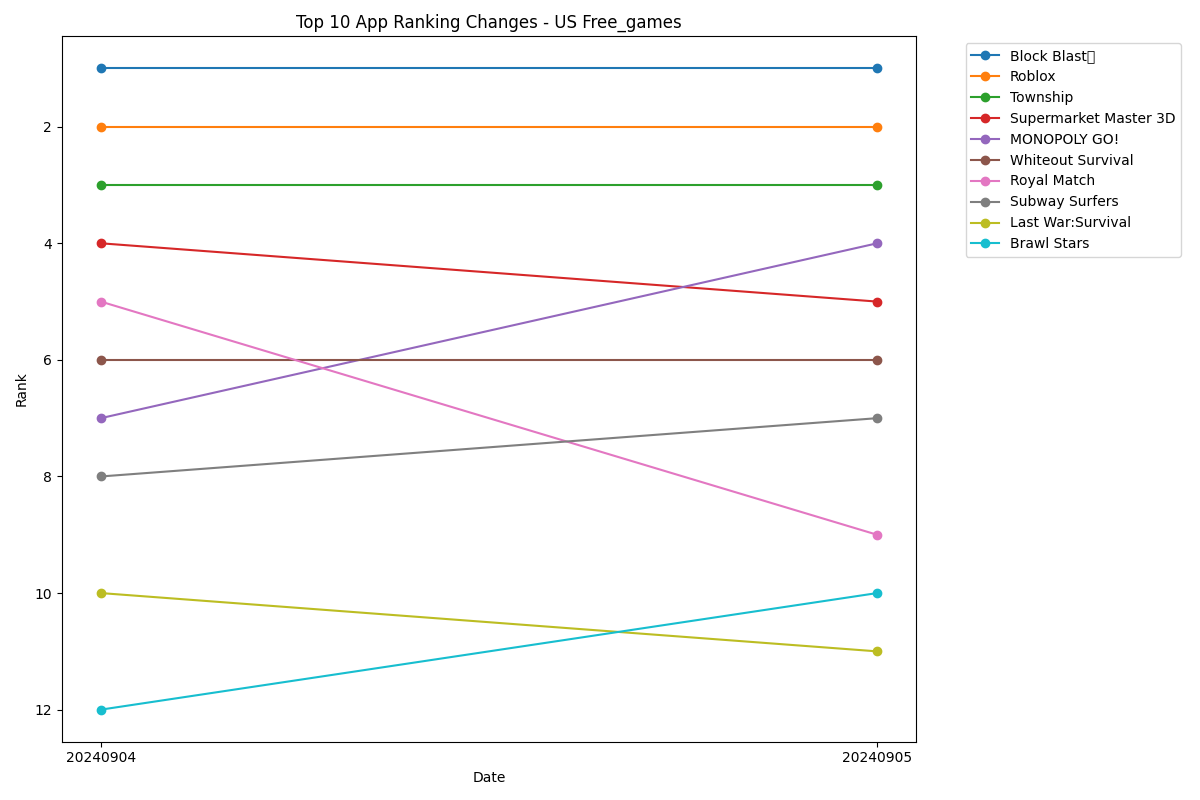 Top 10 App Ranking Changes - US Free_games
Block Blast
Roblox
Township
Supermarket Master 3D
MONOPOLY GO!
Whiteout Survival
Royal Match
Subway Surfers
Last War:Survival
Brawl Stars
2
4
6
8
10
12
Rank
20240904
20240905
Date